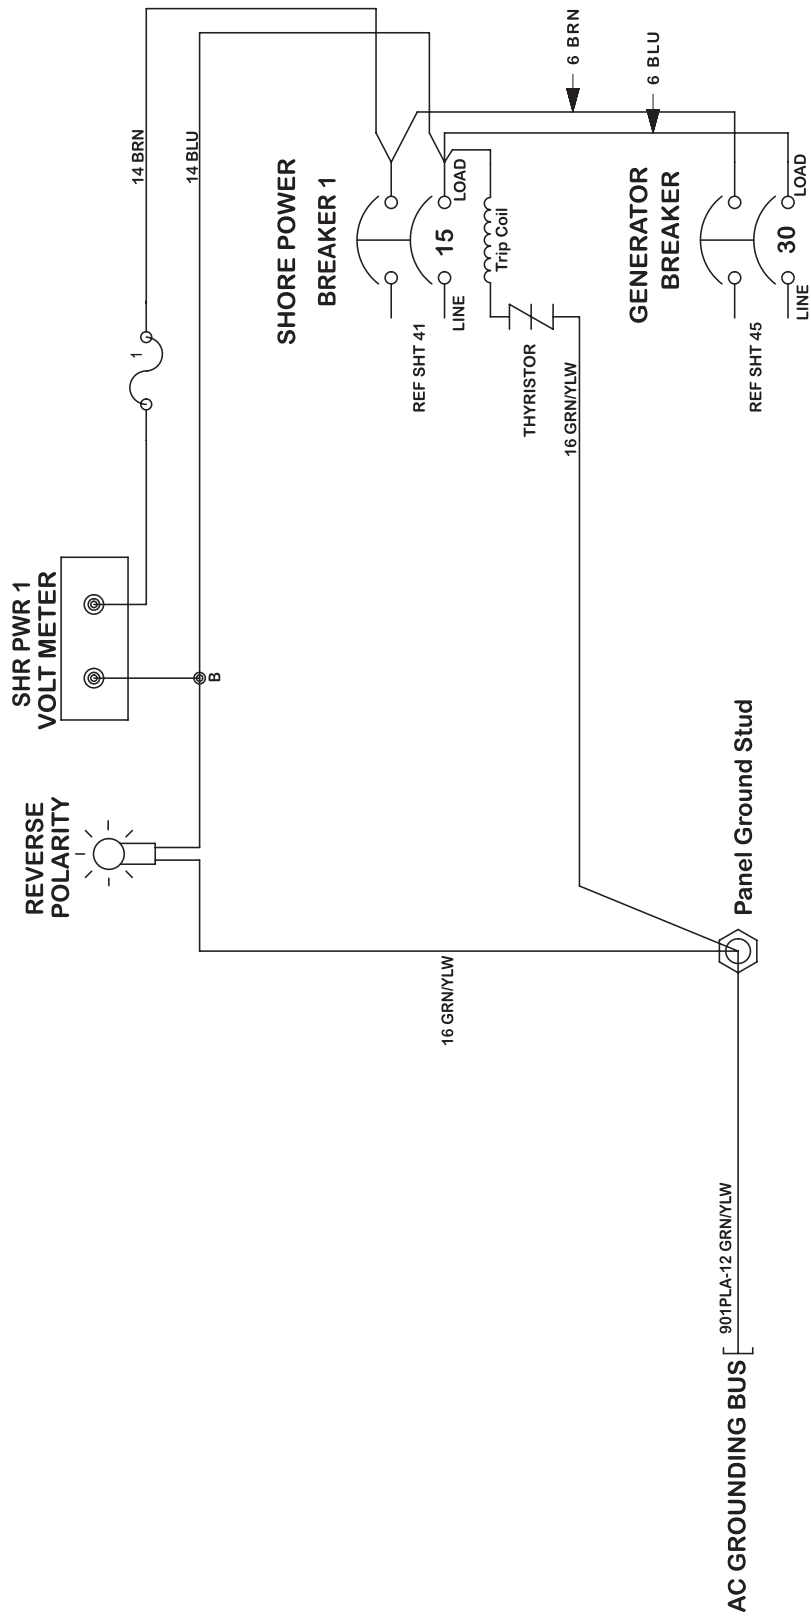 REVERSE
POLARITY
SHR PWR 1
VOLT METER
B
1
14 BRN
14 BLU
16 GRN/YLW
SHORE POWER
BREAKER 1
REF SHT 41
15
LINE
LOAD
Trip Coil
THYRISTOR
16 GRN/YLW
6 BRN
6 BLU
GENERATOR
BREAKER
REF SHT 45
30
LINE
LOAD
AC GROUNDING BUS
901PLA-12 GRN/YLW
Panel Ground Stud